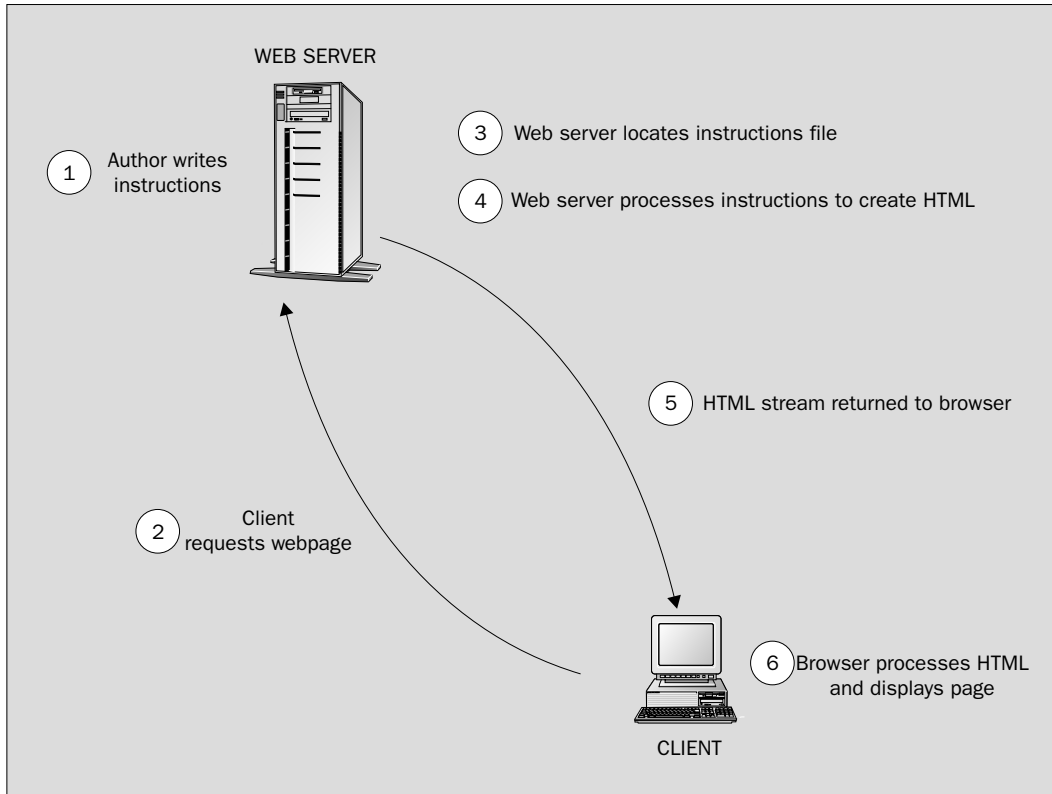 WEB SERVER
1
Author writes
instructions
3
Web server locates instructions file
4
Web server processes instructions to create HTML
5
HTML stream returned to browser
2
Client
requests webpage
6
Browser processes HTML
and displays page
CLIENT